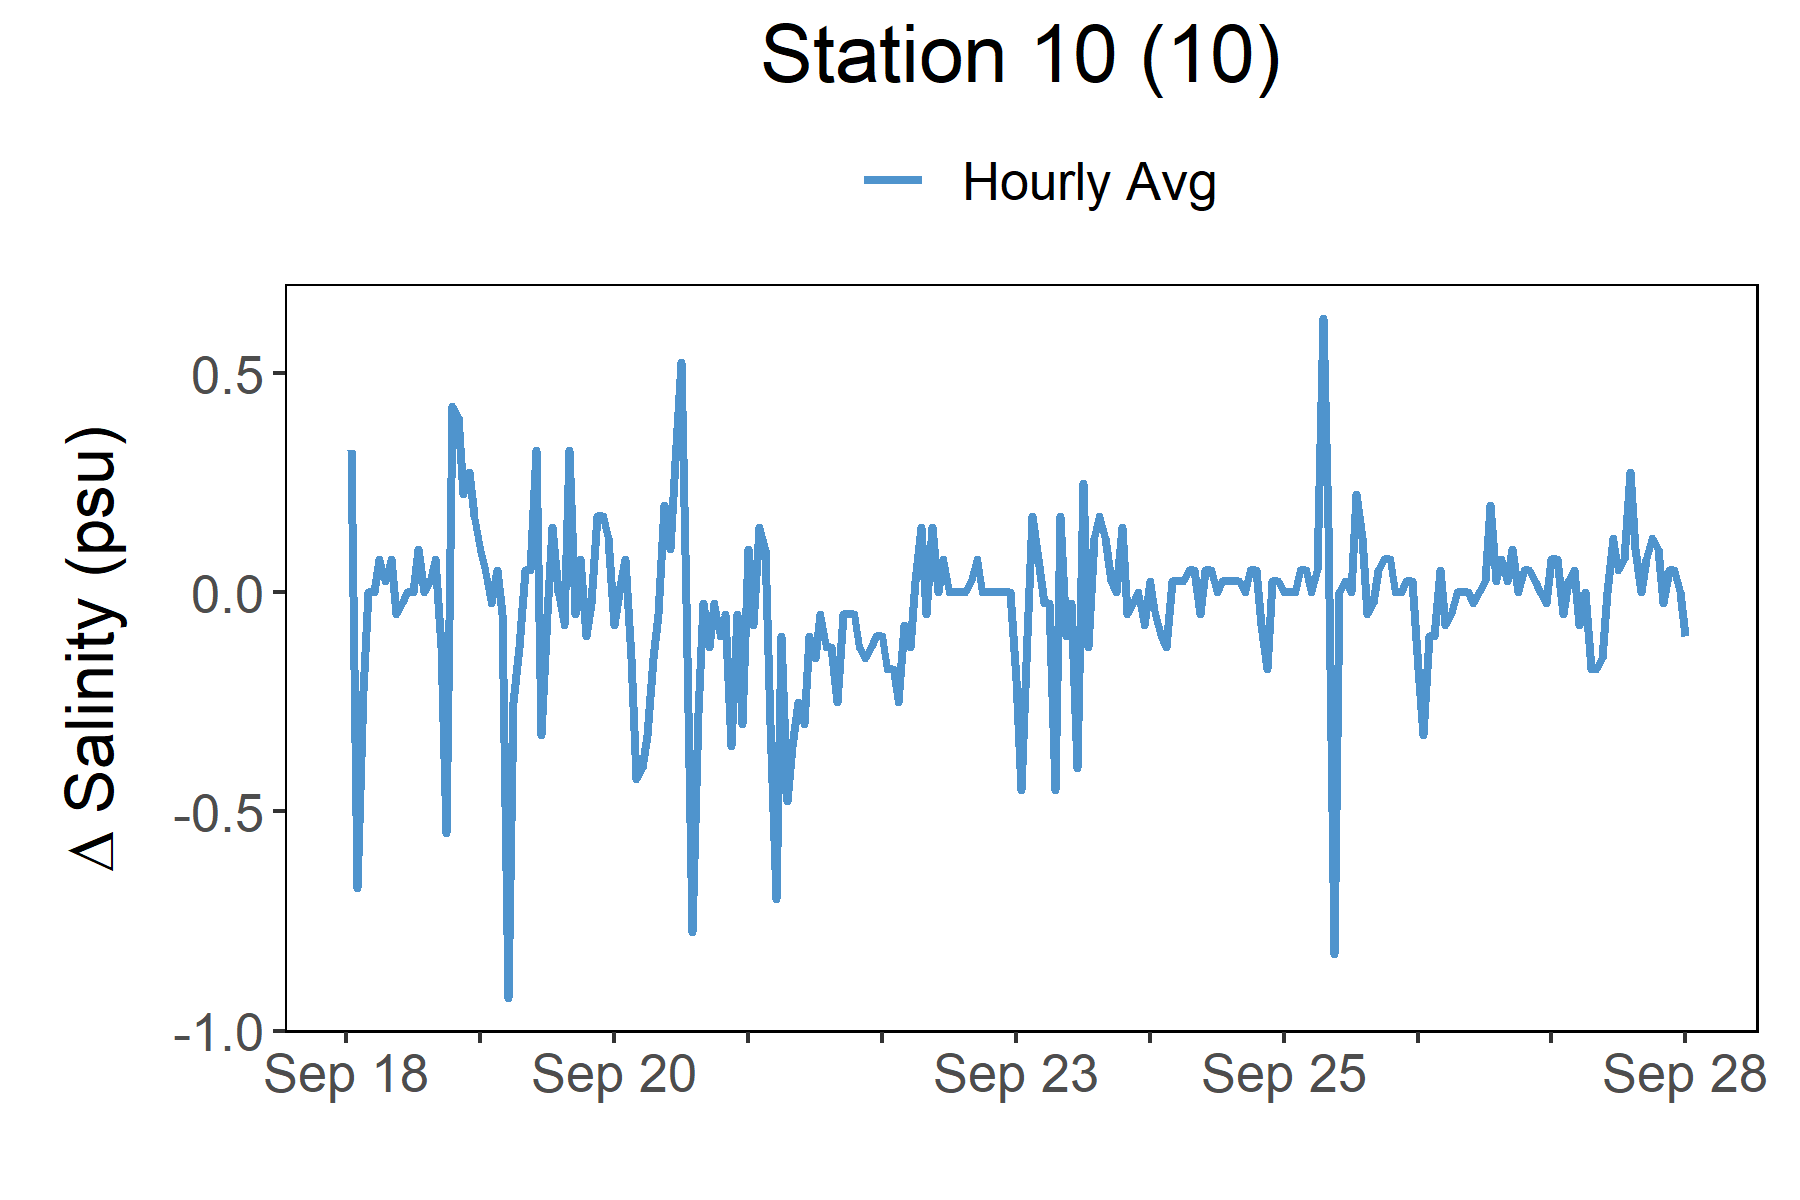 Station 10 (10)
Hourly Avg
Δ Salinity (psu)
0.5
0.0
-0.5
-1.0
Sep 18 Sep 20 Sep 23 Sep 25 Sep 28